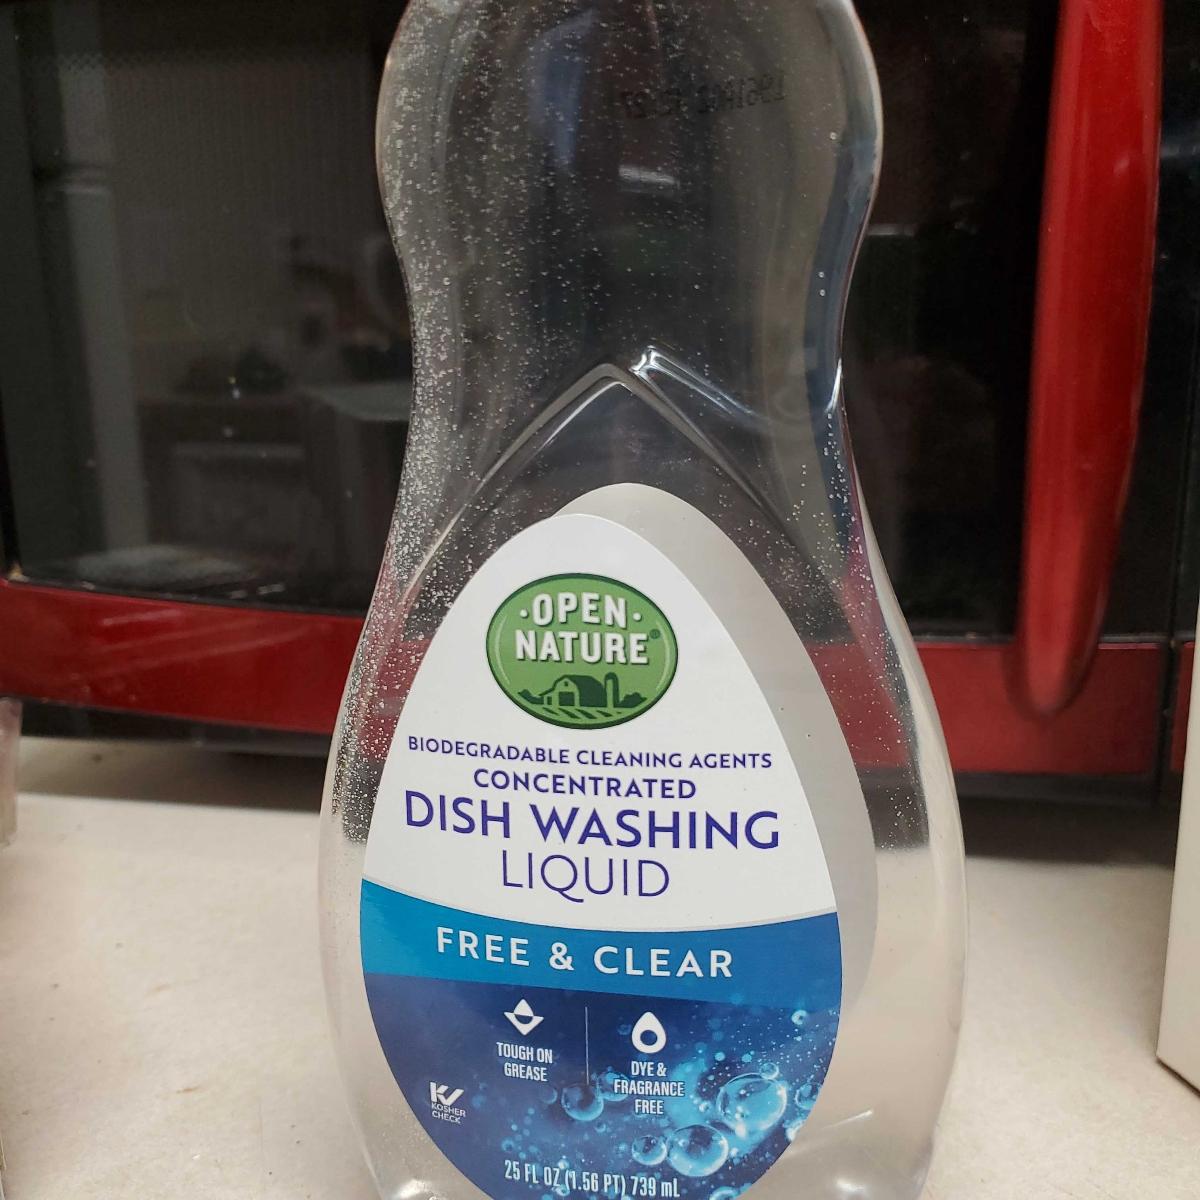 ·OPEN·
NATURE®
BIODEGRADABLE CLEANING AGENTS
CONCENTRATED
DISH WASHING
LIQUID
FREE & CLEAR
TOUGH ON
GREASE
DYE &
FRAGRANCE
FREE
KOSHER
CHECK
25 FL OZ (1.56 PT) 739 mL